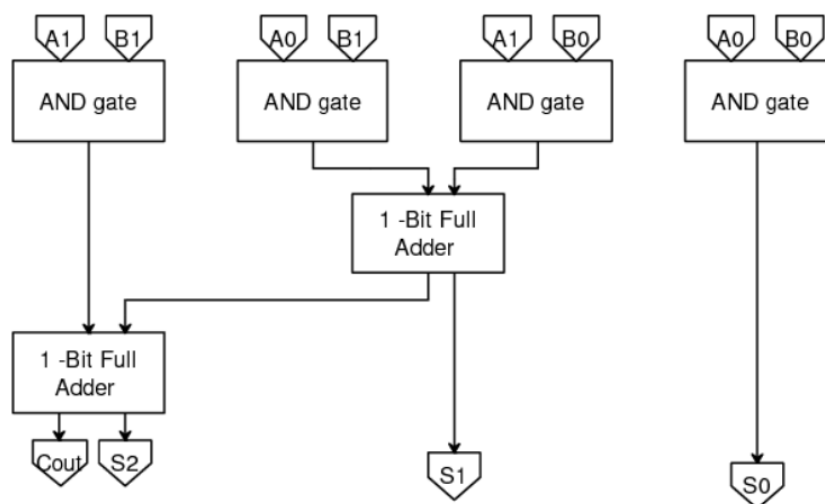 A1 B1 A0 B1 A1 B0 A0 B0
AND gate AND gate AND gate AND gate
1 -Bit Full
Adder
1 -Bit Full
Adder
Cout S2 S1 S0